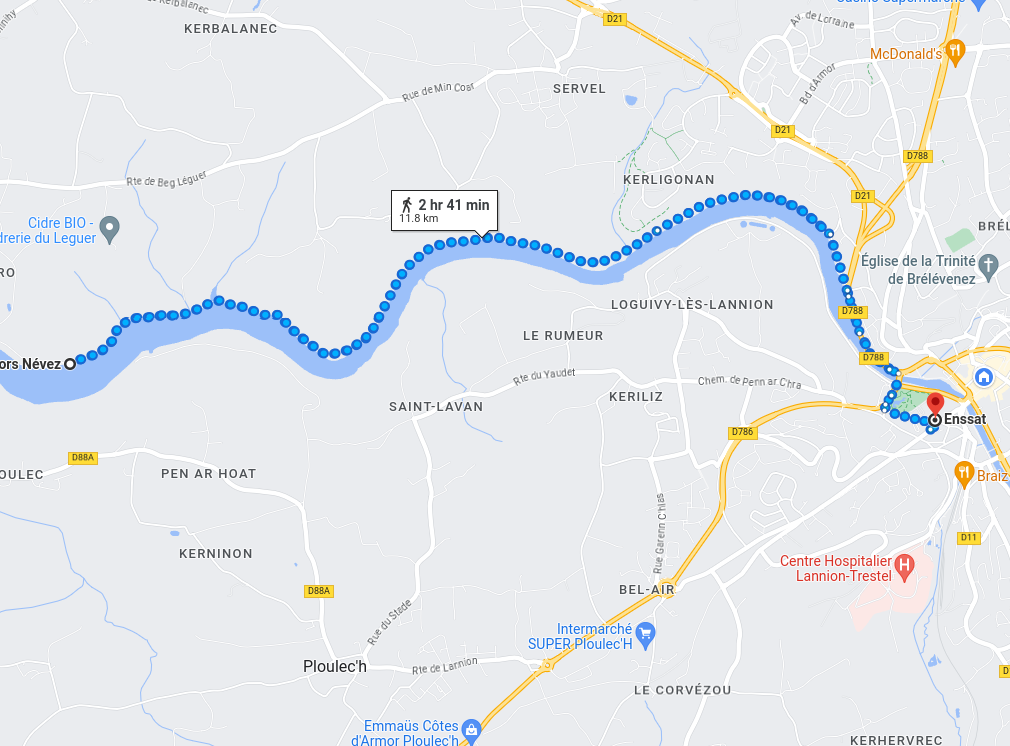 Casino Supermarché
D21
Av. de Lorraine
KERBALANEC
McDonald's
Bd d'Armor
Rue de Min Coar
SERVEL
D21
D788
Rte de Beg Léguer
KERLIGONAN
2 hr 41 min
11.8 km
D21
Cidre BIO -
drerie du Leguer
BRÉL
Église de la Trinité
de Brélévenez
RO
LOGUIVY-LÈS-LANNION
D788
LE RUMEUR
ors Névez
D788
Rte du Yaudet
Chem. de Penn ar C'hra
KERILIZ
SAINT-LAVAN
Enssat
D786
D88A
OULEC
PEN AR HOAT
Braiz
Rue Garenn C'hlas
D11
KERNINON
Centre Hospitalier
Lannion-Trestel
D88A
BEL-AIR
Rue du Stade
Intermarché
SUPER Ploulec'H
Ploulec'h
Rte de Lannion
D
LE CORVÉZOU
Emmaüs Côtes
d'Armor Ploulec'h
KERHERVREC